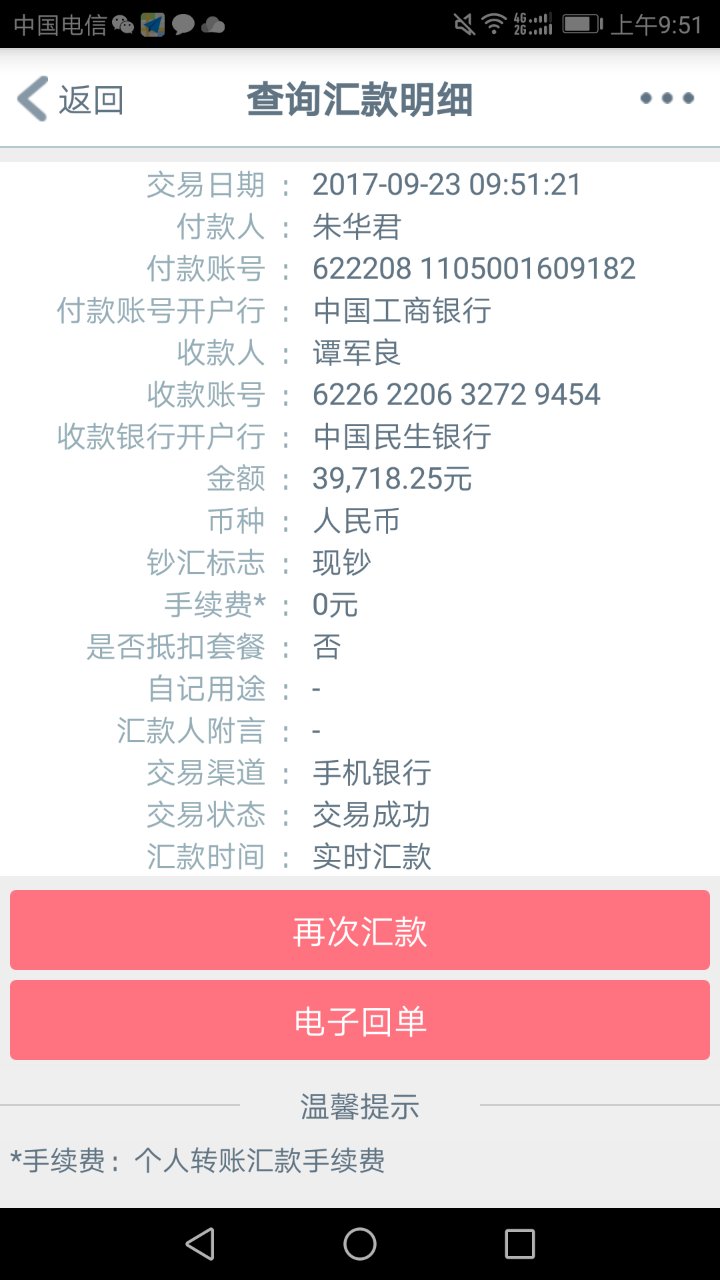 中国电信 4G 2G 上午9:51
返回 查询汇款明细
交易日期 : 2017-09-23 09:51:21
付款人 : 朱华君
付款账号 : 622208 1105001609182
付款账号开户行 : 中国工商银行
收款人 : 谭军良
收款账号 : 6226 2206 3272 9454
收款银行开户行 : 中国民生银行
金额 : 39,718.25元
币种 : 人民币
钞汇标志 : 现钞
手续费* : 0元
是否抵扣套餐 : 否
自记用途 : -
汇款人附言 : -
交易渠道 : 手机银行
交易状态 : 交易成功
汇款时间 : 实时汇款
再次汇款
电子回单
温馨提示
*手续费：个人转账汇款手续费